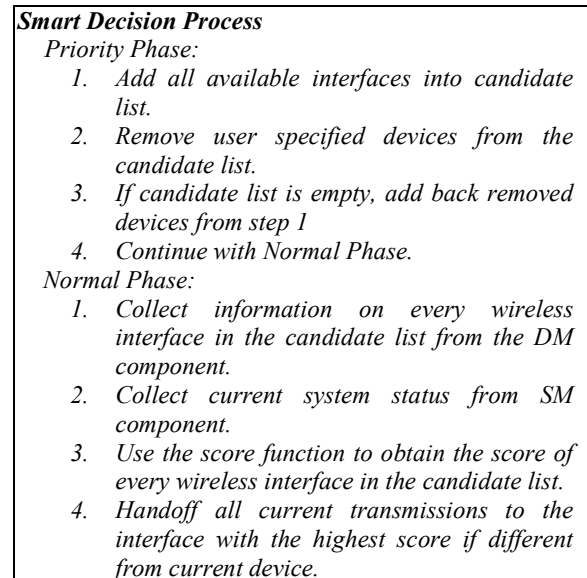 Smart Decision Process
Priority Phase:
1. Add all available interfaces into candidate
list.
2. Remove user specified devices from the
candidate list.
3. If candidate list is empty, add back removed
devices from step 1
4. Continue with Normal Phase.
Normal Phase:
1. Collect information on every wireless
interface in the candidate list from the DM
component.
2. Collect current system status from SM
component.
3. Use the score function to obtain the score of
every wireless interface in the candidate list.
4. Handoff all current transmissions to the
interface with the highest score if different
from current device.